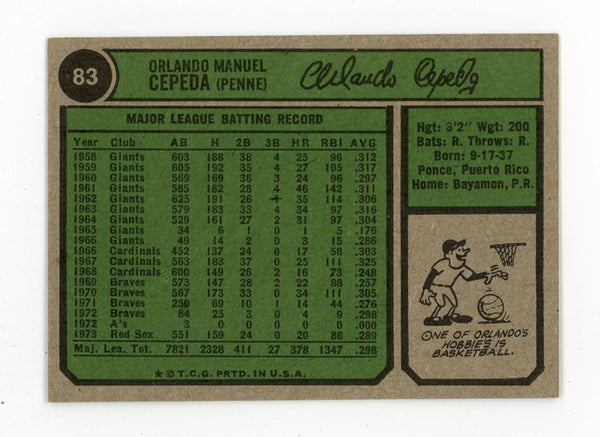 83
ORLANDO MANUEL
CEPEDA (PENNE)
Orlando Cepeda
MAJOR LEAGUE BATTING RECORD
Year Club AB H 2B 3B HR RBI AVG
1958 Giants 603 188 38 4 25 96 .312
1959 Giants 605 192 35 4 27 105 .317
1960 Giants 569 169 36 3 24 96 .297
1961 Giants 585 182 28 4 46 142 .311
1962 Giants 625 191 26 4 35 114 .306
1963 Giants 579 183 33 4 34 97 .316
1964 Giants 529 161 27 2 31 97 .304
1965 Giants 34 6 1 0 1 5 .176
1966 Giants 49 14 2 0 3 15 .286
1966 Cardinals 452 137 24 0 17 58 .303
1967 Cardinals 563 183 37 0 25 111 .325
1968 Cardinals 600 149 26 2 16 73 .248
1969 Braves 573 147 28 2 22 88 .257
1970 Braves 567 173 33 0 34 111 .305
1971 Braves 250 69 10 1 14 44 .276
1972 Braves 84 25 3 0 4 9 .298
1972 A's 3 0 0 0 0 0 .000
1973 Red Sox 551 159 24 0 20 86 .289
Maj. Lea. Tot. 7821 2328 411 27 378 1347 .298
* © T.C.G. PRTD. IN U.S.A.
Hgt: 6'2" Wgt: 200
Bats: R. Throws: R.
Born: 9-17-37
Ponce, Puerto Rico
Home: Bayamon, P.R.
ONE OF ORLANDO'S
HOBBIE'S IS
BASKETBALL.